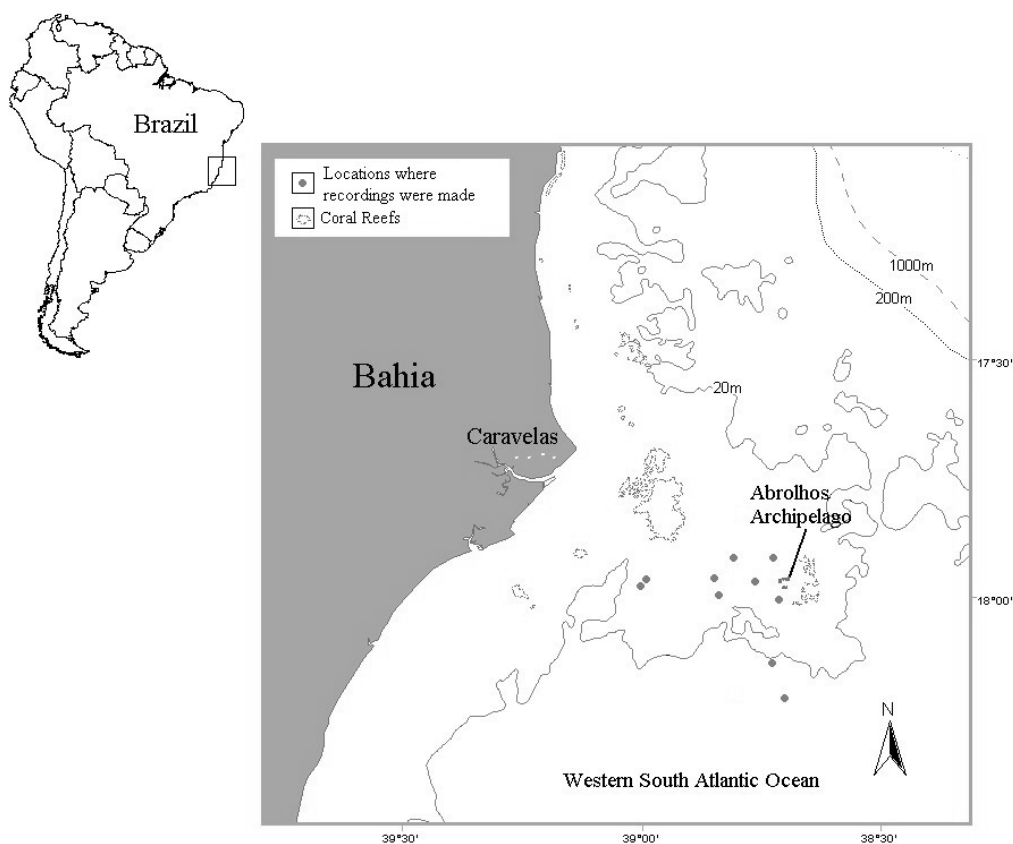 Brazil
Locations where
recordings were made
Coral Reefs
1000m
200m
17°30'
Bahia
20m
Caravelas
Abrolhos
Archipelago
18°00'
N
Western South Atlantic Ocean
39°30'
39°00'
38°30'